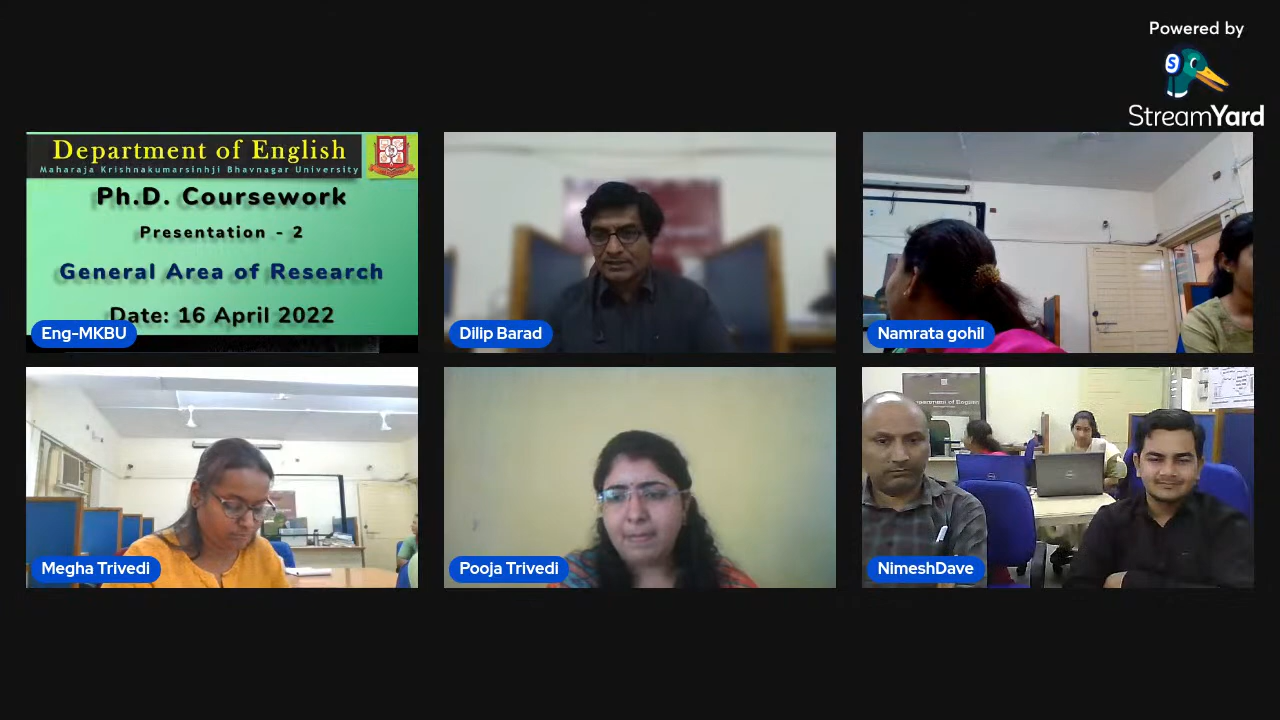 Powered by
StreamYard
Department of English
Maharaja Krishnakumarsinhji Bhavnagar University
Ph.D. Coursework
Presentation - 2
General Area of Research
Date: 16 April 2022
Eng-MKBU
Dilip Barad
Namrata gohil
Megha Trivedi
Pooja Trivedi
NimeshDave